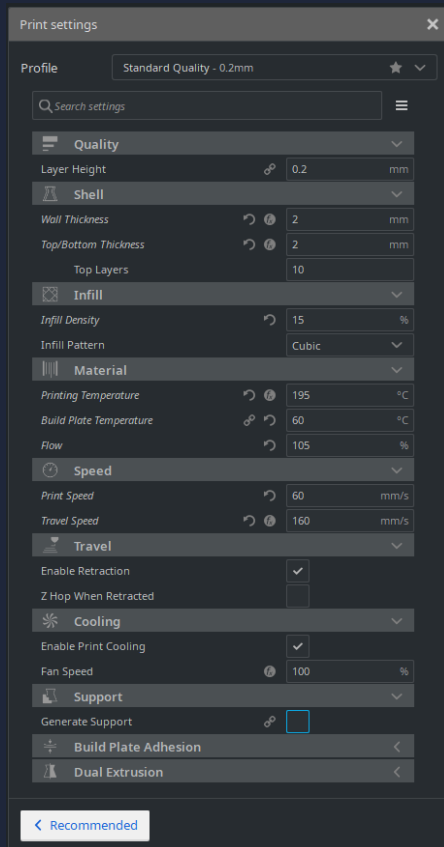 Print settings
Profile Standard Quality - 0.2mm
Search settings
Quality
Layer Height 0.2 mm
Shell
Wall Thickness 2 mm
Top/Bottom Thickness 2 mm
Top Layers 10
Infill
Infill Density 15 %
Infill Pattern Cubic
Material
Printing Temperature 195 °C
Build Plate Temperature 60 °C
Flow 105 %
Speed
Print Speed 60 mm/s
Travel Speed 160 mm/s
Travel
Enable Retraction
Z Hop When Retracted
Cooling
Enable Print Cooling
Fan Speed 100 %
Support
Generate Support
Build Plate Adhesion
Dual Extrusion
Recommended